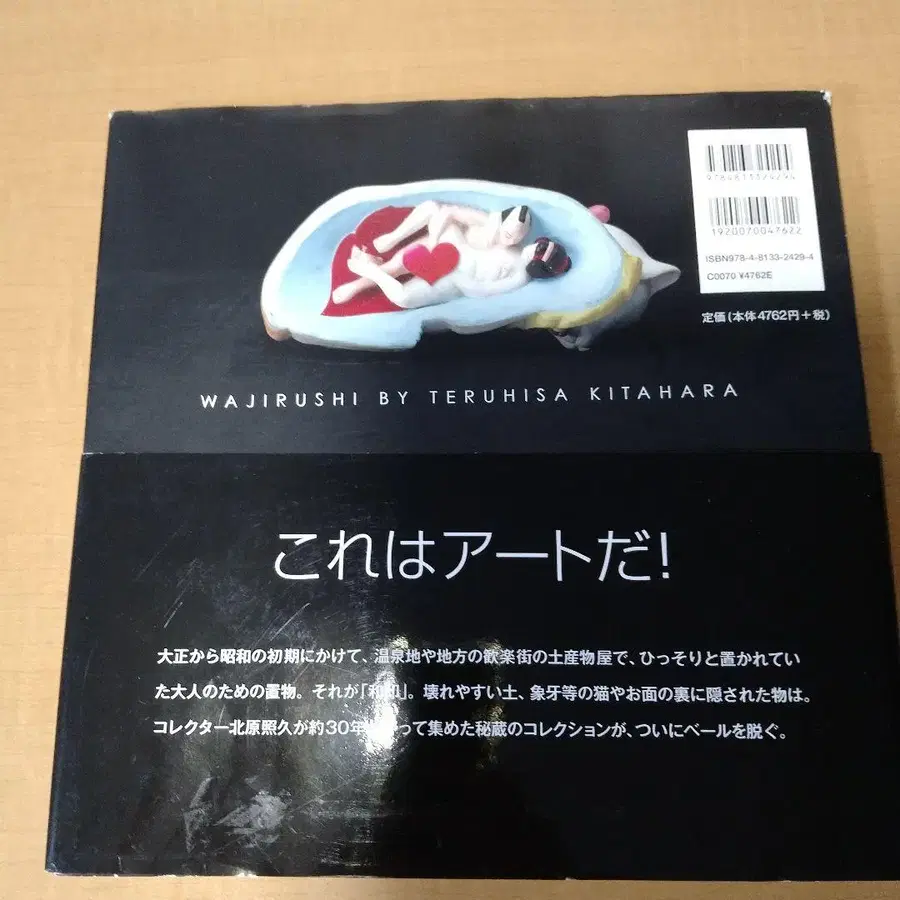 9784813324294
1920070047622
ISBN978-4-8133-2429-4
C0070 ¥4762E
定価(本体4762円+税)
WAJIRUSHI BY TERUHISA KITAHARA
これはアートだ!
大正から昭和の初期にかけて、温泉地や地方の歓楽街の土産物屋で、ひっそりと置かれてい
た大人のための置物。それが「和印」。壊れやすい土、象牙等の猫やお面の裏に隠された物は。
コレクター北原照久が約30年 って集めた秘蔵のコレクションが、ついにベールを脱ぐ。